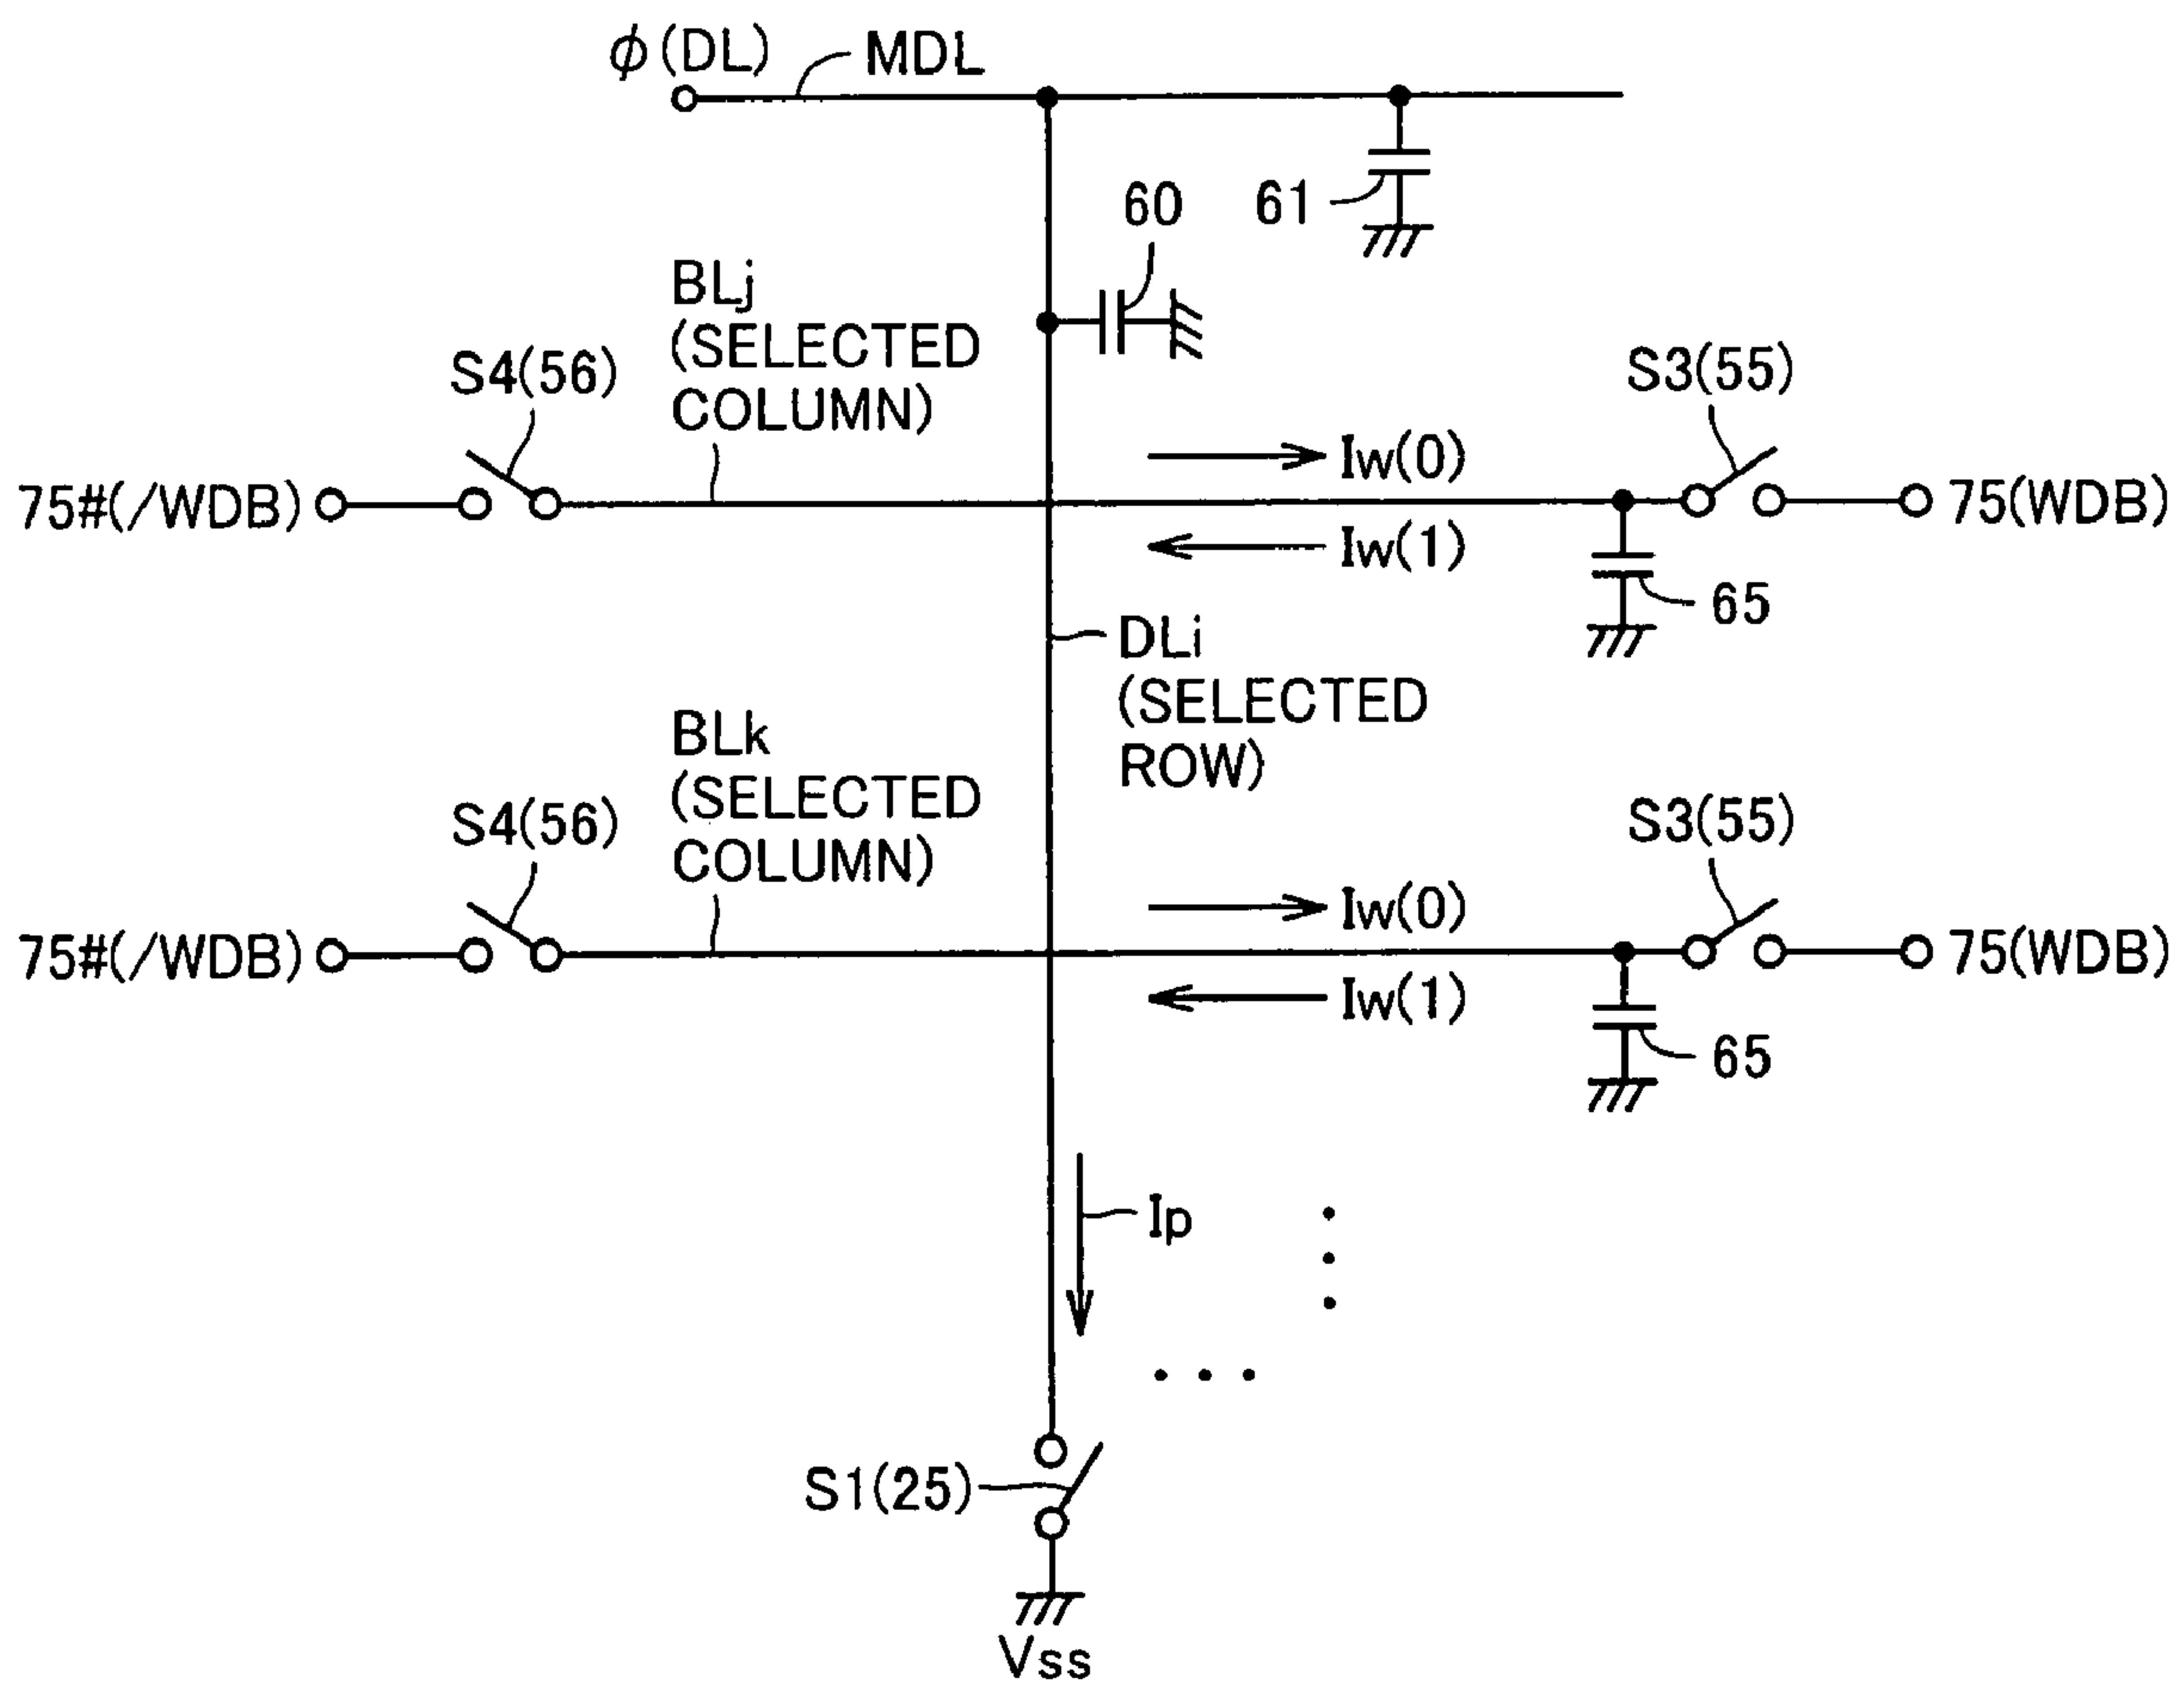 ϕ(DL)
MDL
60
61
BLj
(SELECTED
COLUMN)
S4(56)
S3(55)
Iw(0)
75#(/WDB)
75(WDB)
Iw(1)
65
DLi
(SELECTED
ROW)
BLk
(SELECTED
COLUMN)
S4(56)
S3(55)
Iw(0)
75#(/WDB)
75(WDB)
Iw(1)
65
Ip
S1(25)
Vss